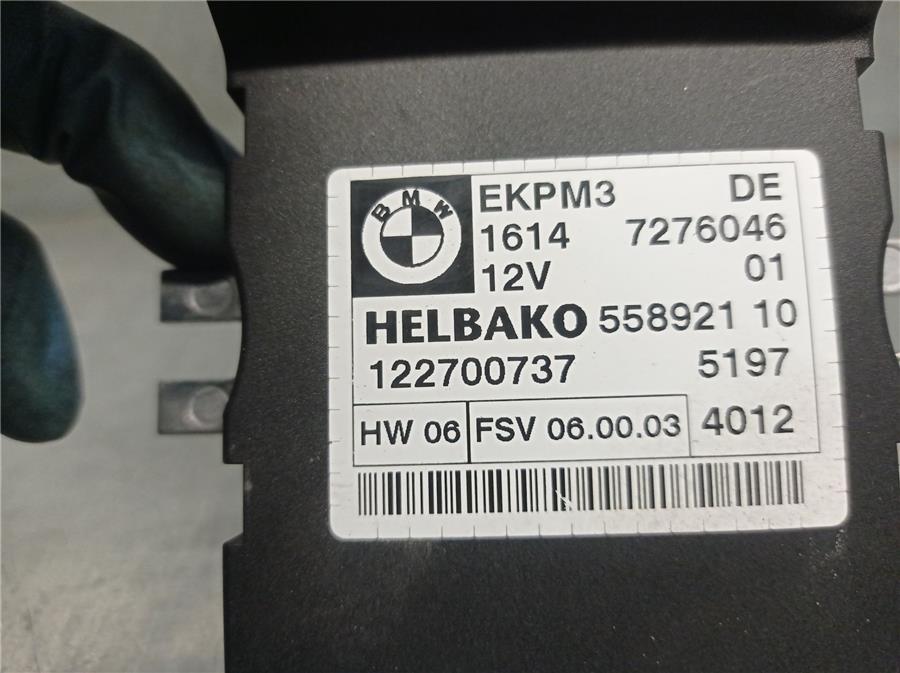 BMW
EKPM3 DE
1614 7276046
12V 01
HELBAKO 558921 10
122700737 5197
HW 06 FSV 06.00.03 4012